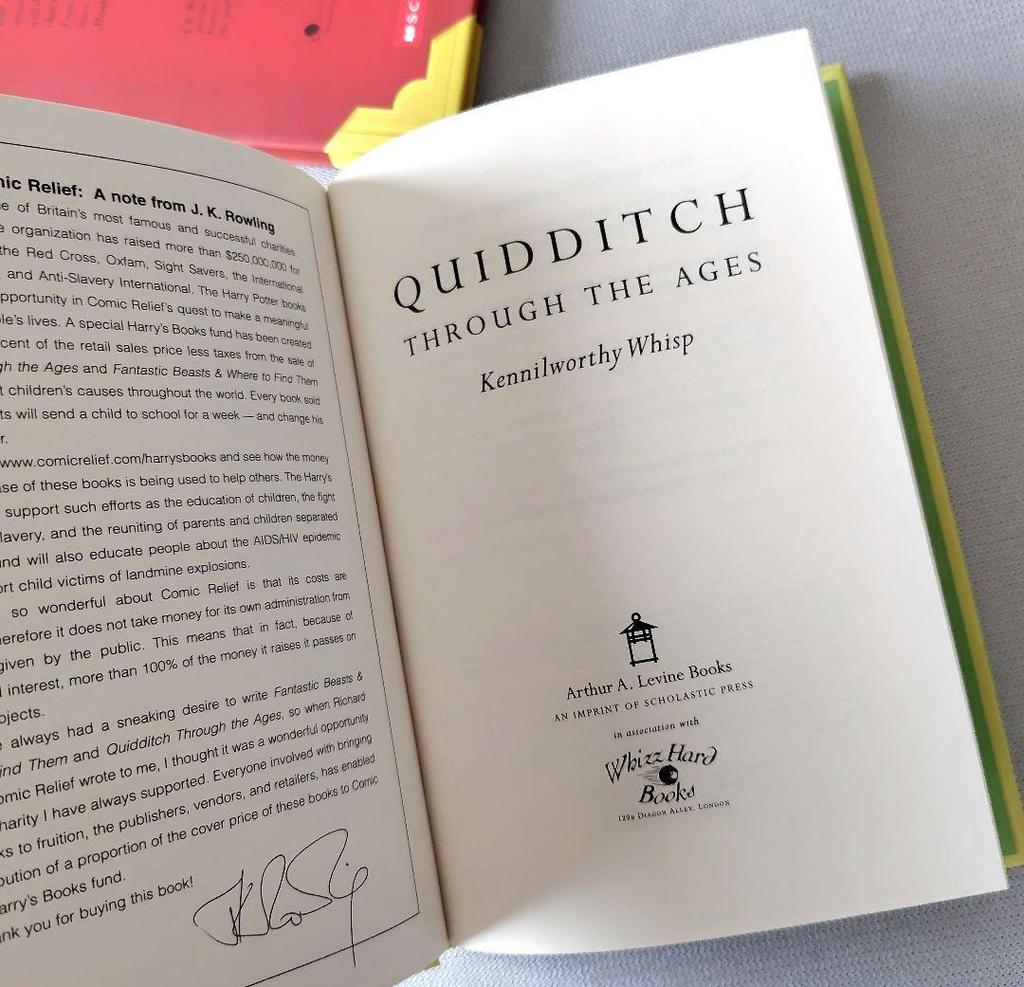 nic Relief: A note from J. K. Rowling
e of Britain's most famous and successful charities.
e organization has raised more than $250,000,000 for
the Red Cross, Oxfam, Sight Savers, the International
, and Anti-Slavery International. The Harry Potter books
pportunity in Comic Relief's quest to make a meaningful
le's lives. A special Harry's Books fund has been created
cent of the retail sales price less taxes from the sale of
gh the Ages and Fantastic Beasts & Where to Find Them
t children's causes throughout the world. Every book sold
ts will send a child to school for a week — and change his
r.
www.comicrelief.com/harrysbooks and see how the money
se of these books is being used to help others. The Harry's
support such efforts as the education of children, the fight
lavery, and the reuniting of parents and children separated
und will also educate people about the AIDS/HIV epidemic
ort child victims of landmine explosions.
so wonderful about Comic Relief is that its costs are
herefore it does not take money for its own administration from
given by the public. This means that in fact, because of
l interest, more than 100% of the money it raises it passes on
ojects.
e always had a sneaking desire to write Fantastic Beasts &
ind Them and Quidditch Through the Ages, so when Richard
omic Relief wrote to me, I thought it was a wonderful opportunity
harity I have always supported. Everyone involved with bringing
ks to fruition, the publishers, vendors, and retailers, has enabled
bution of a proportion of the cover price of these books to Comic
arry's Books fund.
ank you for buying this book!
QUIDDITCH
THROUGH THE AGES
Kennilworthy Whisp
Arthur A. Levine Books
AN IMPRINT OF SCHOLASTIC PRESS
in association with
Whizz Hard
Books
129B DIAGON ALLEY, LONDON